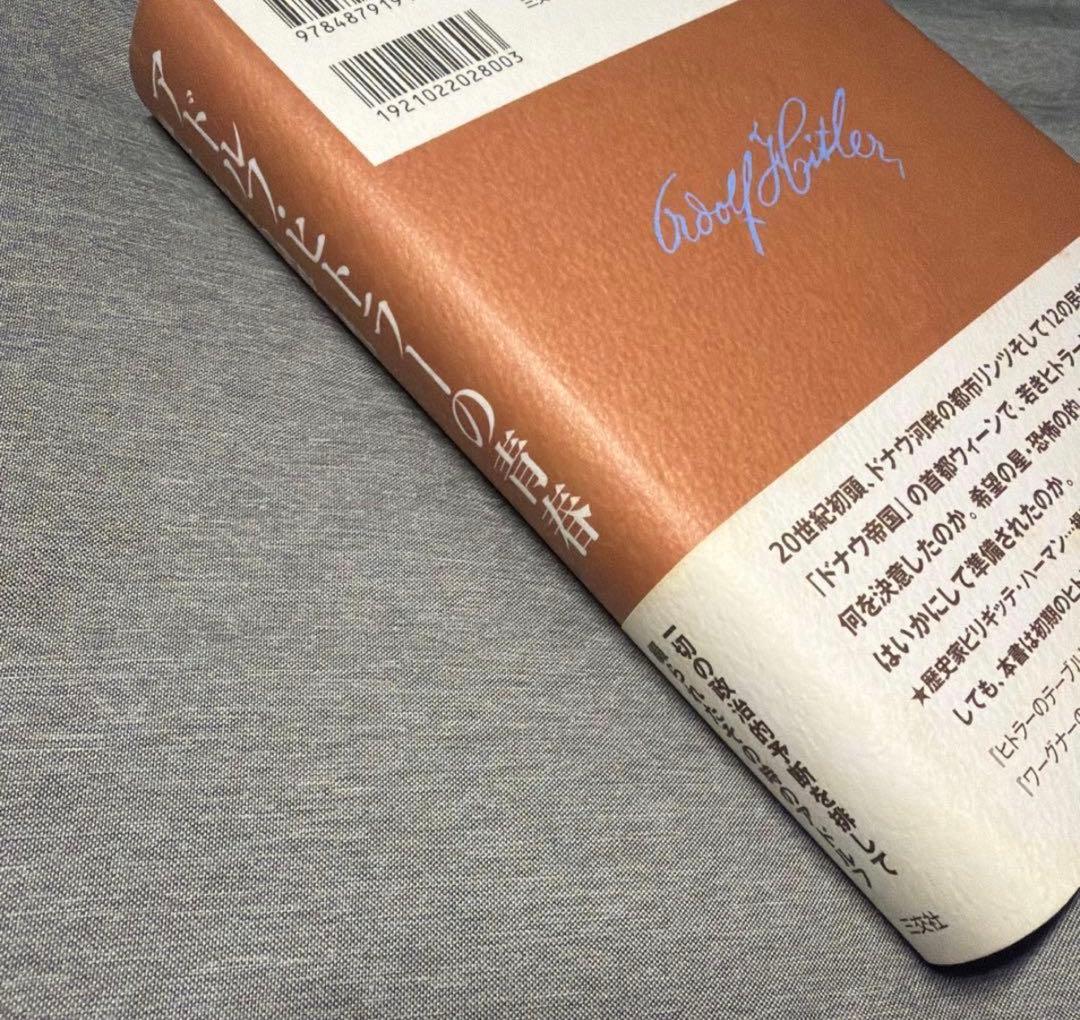 978487919
1921022028003
三交
Adolf Hitler
アドルフ・ヒトラーの青春
20世紀初頭、ドナウ河畔の都市リンツそして12の民
「ドナウ帝国」の首都ウィーンで、若きヒトラー
何を決意したのか。希望の星・恐怖の的
はいかにして準備されたのか。
★歴史家ビリギッテ・ハーマン…
しても、本書は初期のヒト
『ヒトラーのテーブル
『ワーグナーの
一切の政治的予断を排して
三交社